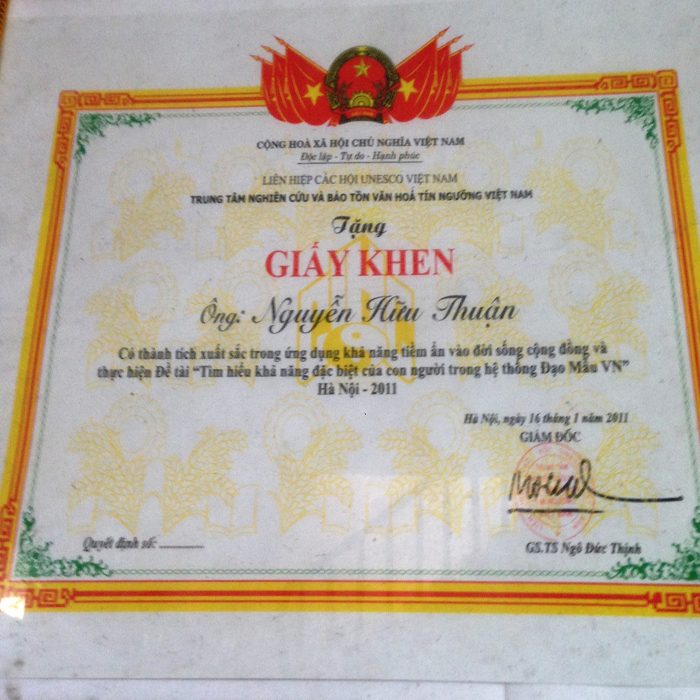 CỘNG HOÀ XÃ HỘI CHỦ NGHĨA VIỆT NAM
Độc lập - Tự do - Hạnh phúc
LIÊN HIỆP CÁC HỘI UNESCO VIỆT NAM
TRUNG TÂM NGHIÊN CỨU VÀ BẢO TỒN VĂN HOÁ TÍN NGƯỠNG VIỆT NAM
Tặng
GIẤY KHEN
Ông: Nguyễn Hữu Thuận
Có thành tích xuất sắc trong ứng dụng khả năng tiềm ẩn vào đời sống cộng đồng và
thực hiện Đề tài "Tìm hiểu khả năng đặc biệt của con người trong hệ thống Đạo Mẫu VN"
Hà Nội - 2011
Hà Nội, ngày 16 tháng 1 năm 2011
GIÁM ĐỐC
Quyết định số: ............
GS.TS Ngô Đức Thịnh